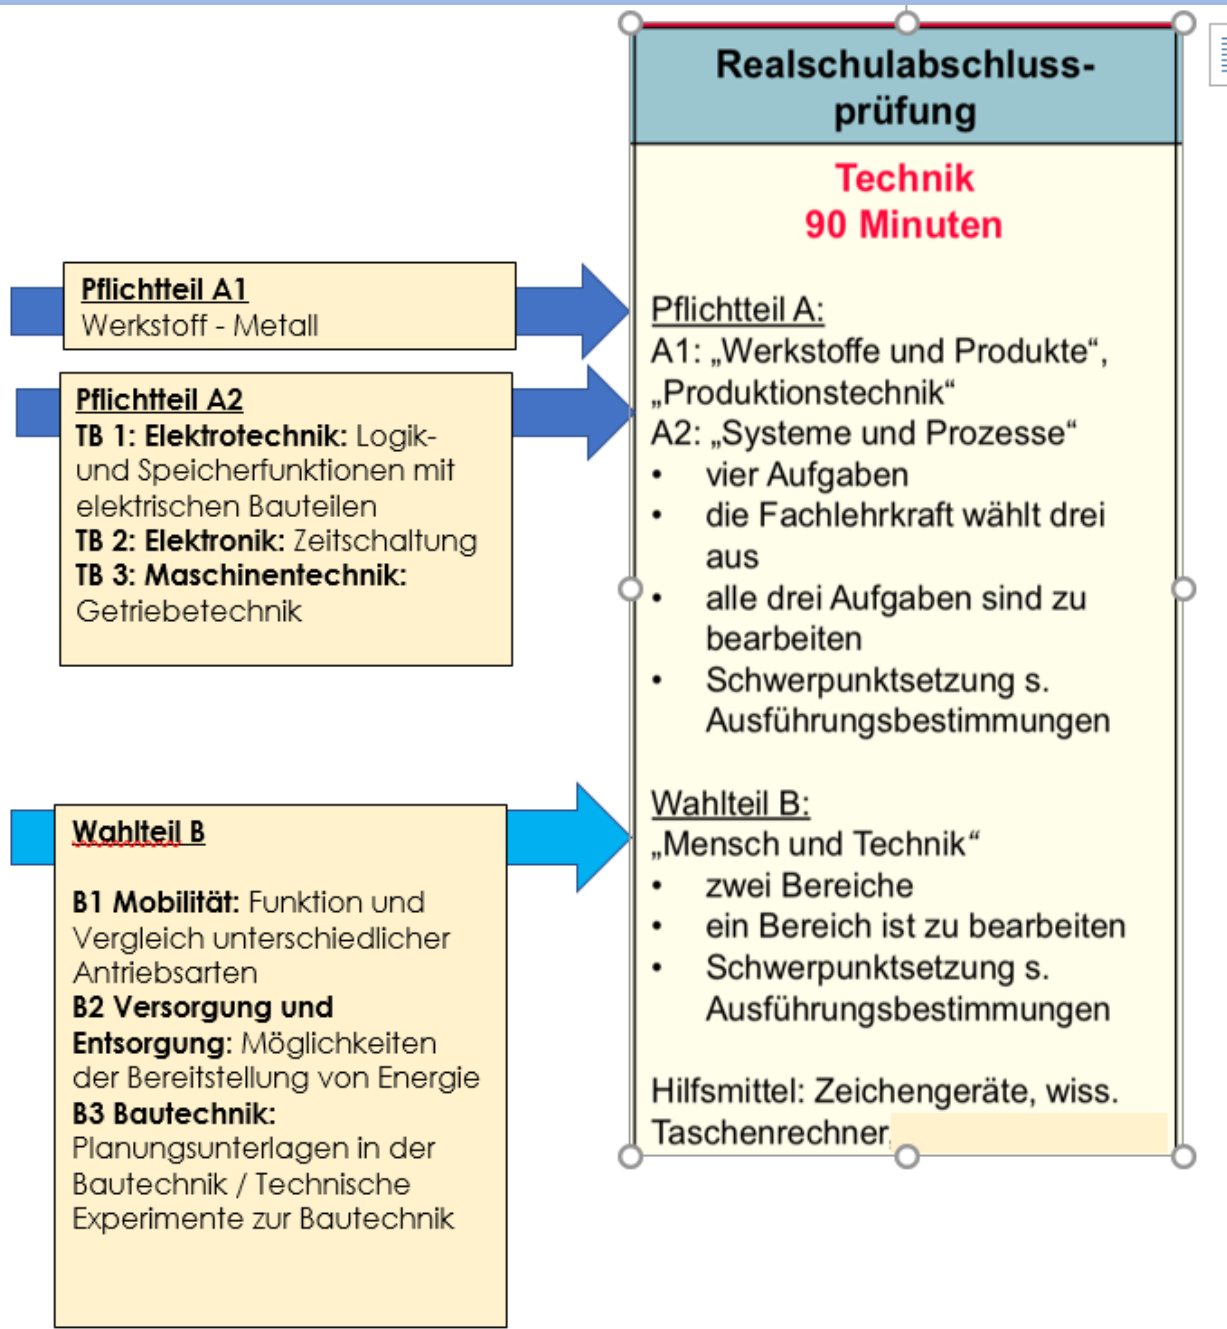 Realschulabschluss-
prüfung
Technik
90 Minuten
Pflichtteil A:
A1: „Werkstoffe und Produkte“,
„Produktionstechnik“
A2: „Systeme und Prozesse“
• vier Aufgaben
• die Fachlehrkraft wählt drei
aus
• alle drei Aufgaben sind zu
bearbeiten
• Schwerpunktsetzung s.
Ausführungsbestimmungen
Wahlteil B:
„Mensch und Technik“
• zwei Bereiche
• ein Bereich ist zu bearbeiten
• Schwerpunktsetzung s.
Ausführungsbestimmungen
Hilfsmittel: Zeichengeräte, wiss.
Taschenrechner,
Pflichtteil A1
Werkstoff - Metall
Pflichtteil A2
TB 1: Elektrotechnik: Logik-
und Speicherfunktionen mit
elektrischen Bauteilen
TB 2: Elektronik: Zeitschaltung
TB 3: Maschinentechnik:
Getriebetechnik
Wahlteil B
B1 Mobilität: Funktion und
Vergleich unterschiedlicher
Antriebsarten
B2 Versorgung und
Entsorgung: Möglichkeiten
der Bereitstellung von Energie
B3 Bautechnik:
Planungsunterlagen in der
Bautechnik / Technische
Experimente zur Bautechnik